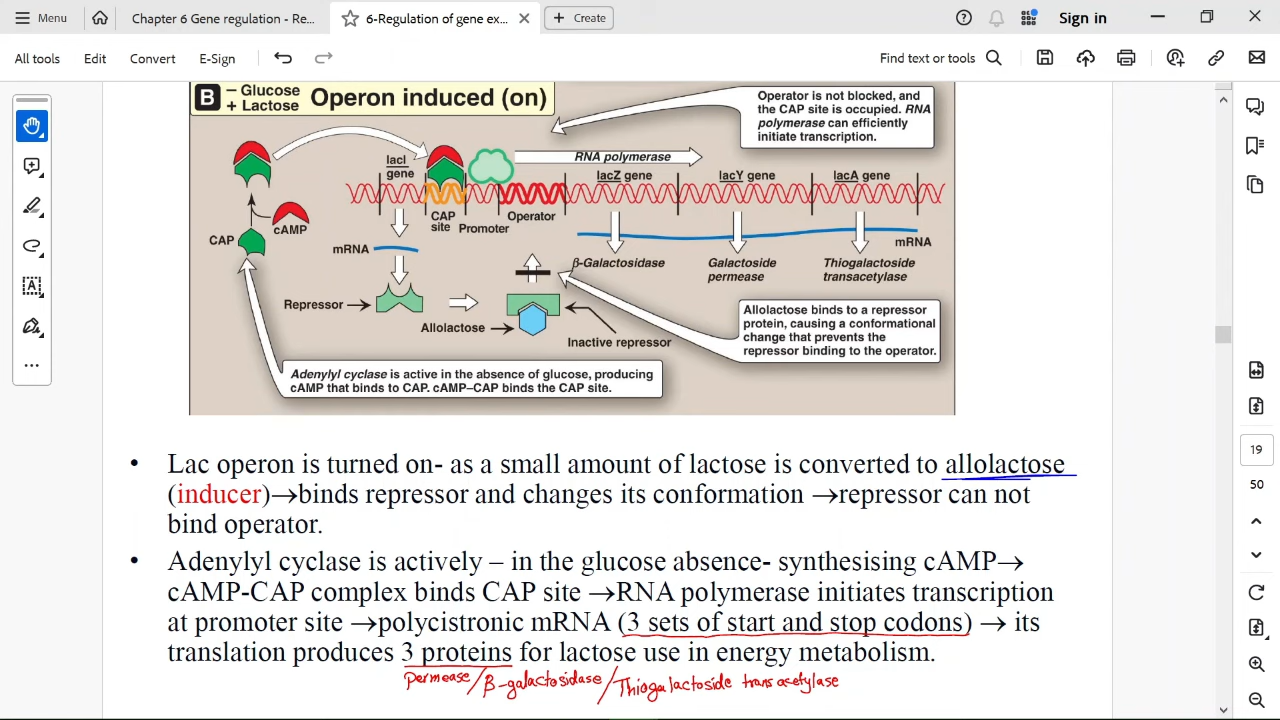 Menu
Chapter 6 Gene regulation - Re...
6-Regulation of gene ex...
Create
Sign in
All tools
Edit
Convert
E-Sign
Find text or tools
B
– Glucose
+ Lactose
Operon induced (on)
Operator is not blocked, and
the CAP site is occupied. RNA
polymerase can efficiently
initiate transcription.
RNA polymerase
lacI
gene
lacZ gene
lacY gene
lacA gene
CAP
site
Promoter
Operator
cAMP
CAP
mRNA
mRNA
β-Galactosidase
Galactoside
permease
Thiogalactoside
transacetylase
Repressor
Allolactose
Inactive repressor
Allolactose binds to a repressor
protein, causing a conformational
change that prevents the
repressor binding to the operator.
Adenylyl cyclase is active in the absence of glucose, producing
cAMP that binds to CAP. cAMP–CAP binds the CAP site.
• Lac operon is turned on- as a small amount of lactose is converted to allolactose
(inducer)→binds repressor and changes its conformation →repressor can not
bind operator.
• Adenylyl cyclase is actively – in the glucose absence- synthesising cAMP→
cAMP-CAP complex binds CAP site →RNA polymerase initiates transcription
at promoter site →polycistronic mRNA (3 sets of start and stop codons) → its
translation produces 3 proteins for lactose use in energy metabolism.
Permease/β-galactosidase/Thiogalactoside transacetylase
19
50